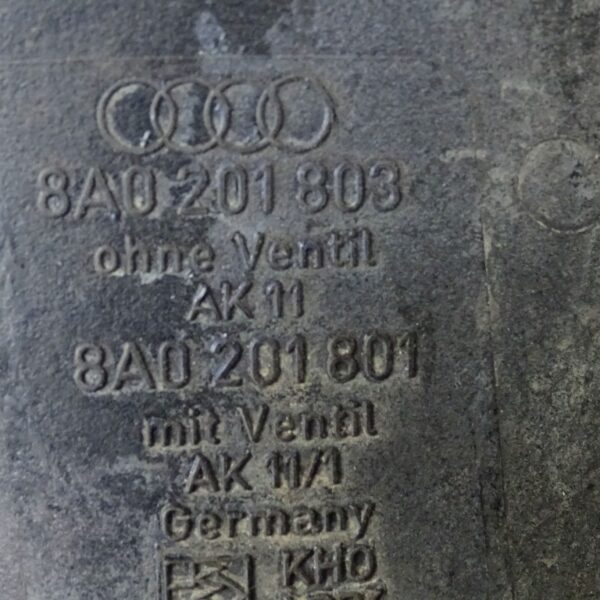 8A0 201 803
ohne Ventil
AK 11
8A0 201 801
mit Ventil
AK 11/1
Germany
KHO